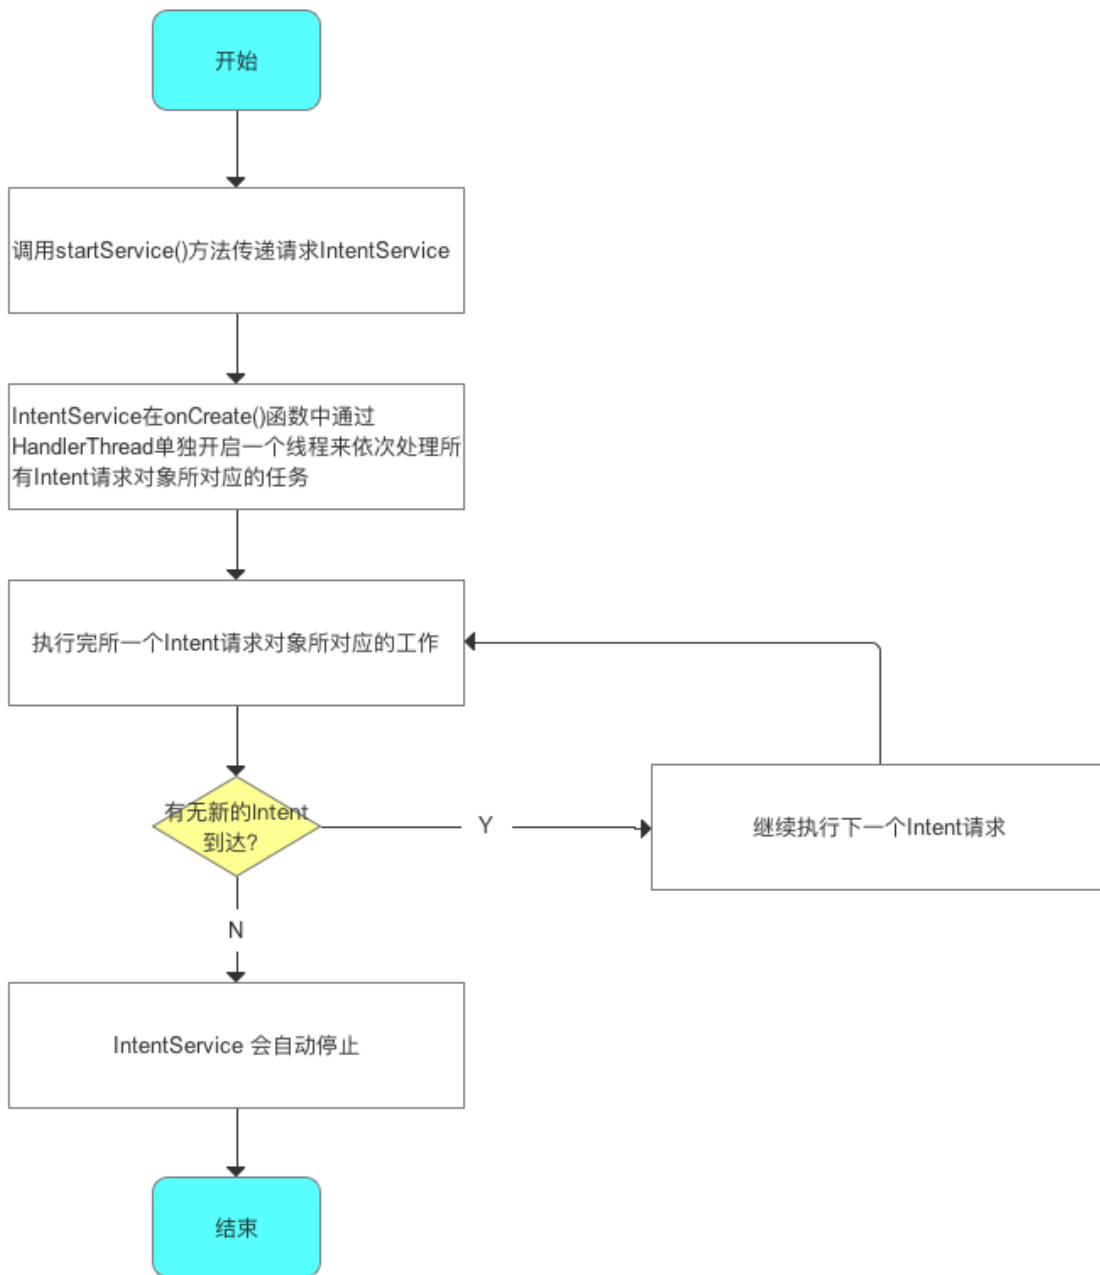 开始
调用startService()方法传递请求IntentService
IntentService在onCreate()函数中通过
HandlerThread单独开启一个线程来依次处理所
有Intent请求对象所对应的任务
执行完所一个Intent请求对象所对应的工作
有无新的Intent
到达?
Y
继续执行下一个Intent请求
N
IntentService 会自动停止
结束